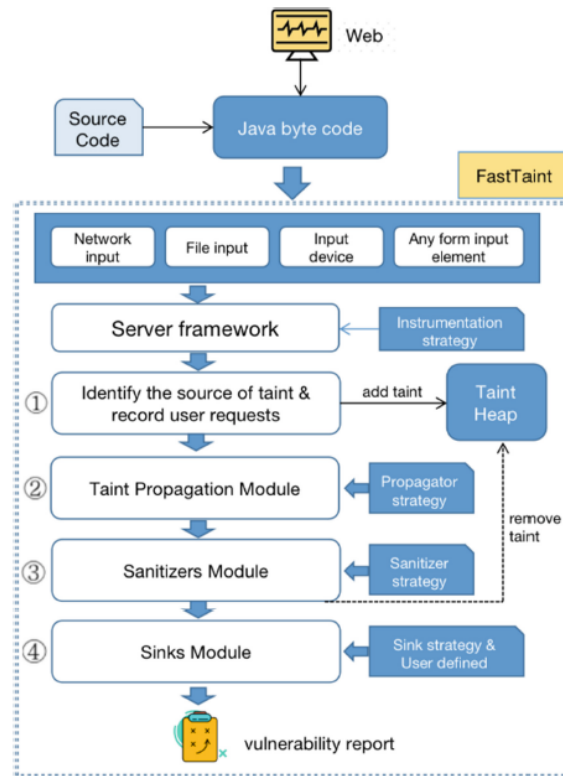 Web
Source
Code
Java byte code
FastTaint
Network
input
File input
Input
device
Any form input
element
Server framework
Instrumentation
strategy
①
Identify the source of taint &
record user requests
add taint
Taint
Heap
②
Taint Propagation Module
Propagator
strategy
remove
taint
③
Sanitizers Module
Sanitizer
strategy
④
Sinks Module
Sink strategy &
User defined
vulnerability report